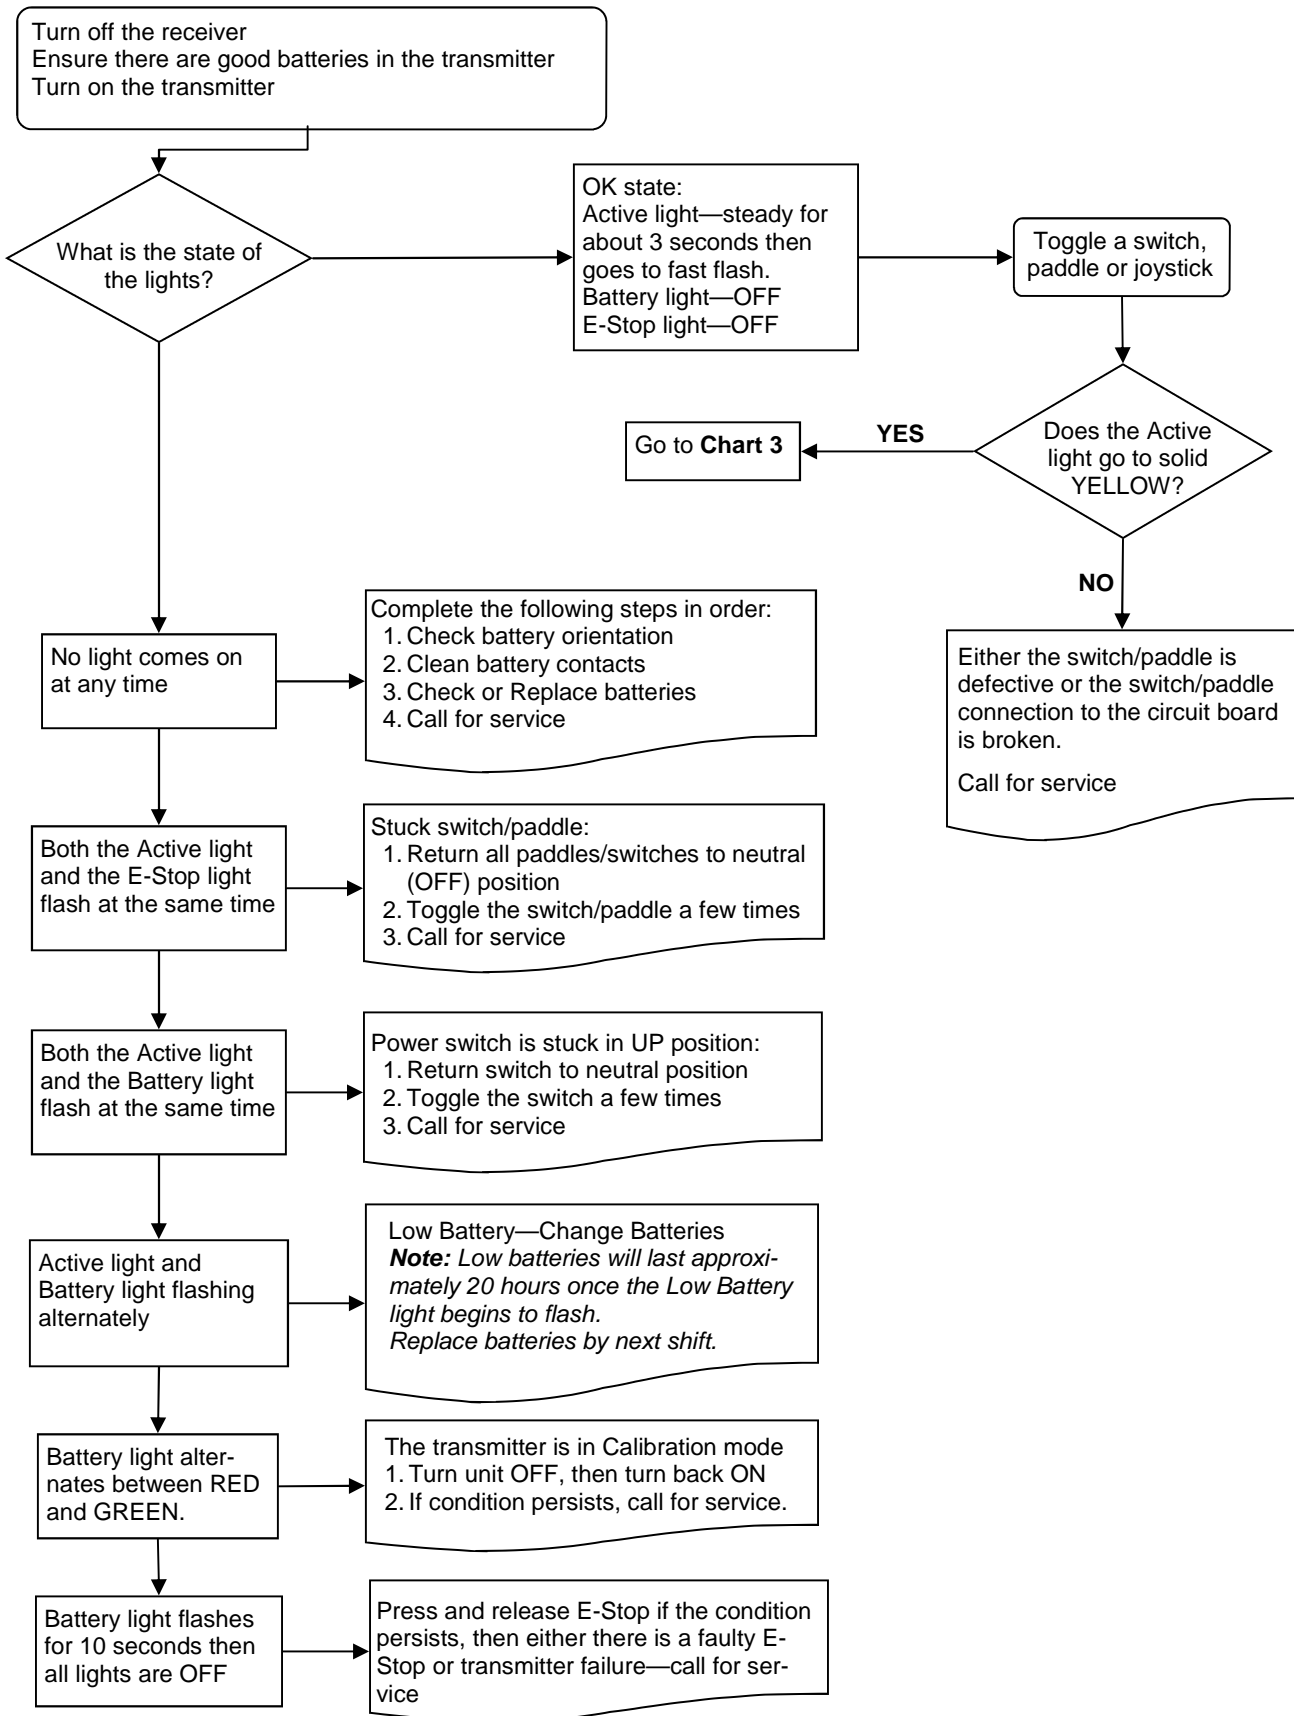 Turn off the receiver
Ensure there are good batteries in the transmitter
Turn on the transmitter
What is the state of
the lights?
OK state:
Active light—steady for
about 3 seconds then
goes to fast flash.
Battery light—OFF
E-Stop light—OFF
Toggle a switch,
paddle or joystick
Does the Active
light go to solid
YELLOW?
YES
Go to Chart 3
NO
Either the switch/paddle is
defective or the switch/paddle
connection to the circuit board
is broken.
Call for service
No light comes on
at any time
Complete the following steps in order:
1. Check battery orientation
2. Clean battery contacts
3. Check or Replace batteries
4. Call for service
Both the Active light
and the E-Stop light
flash at the same time
Stuck switch/paddle:
1. Return all paddles/switches to neutral
(OFF) position
2. Toggle the switch/paddle a few times
3. Call for service
Both the Active light
and the Battery light
flash at the same time
Power switch is stuck in UP position:
1. Return switch to neutral position
2. Toggle the switch a few times
3. Call for service
Active light and
Battery light flashing
alternately
Low Battery—Change Batteries
Note: Low batteries will last approxi-
mately 20 hours once the Low Battery
light begins to flash.
Replace batteries by next shift.
Battery light alter-
nates between RED
and GREEN.
The transmitter is in Calibration mode
1. Turn unit OFF, then turn back ON
2. If condition persists, call for service.
Battery light flashes
for 10 seconds then
all lights are OFF
Press and release E-Stop if the condition
persists, then either there is a faulty E-
Stop or transmitter failure—call for ser-
vice